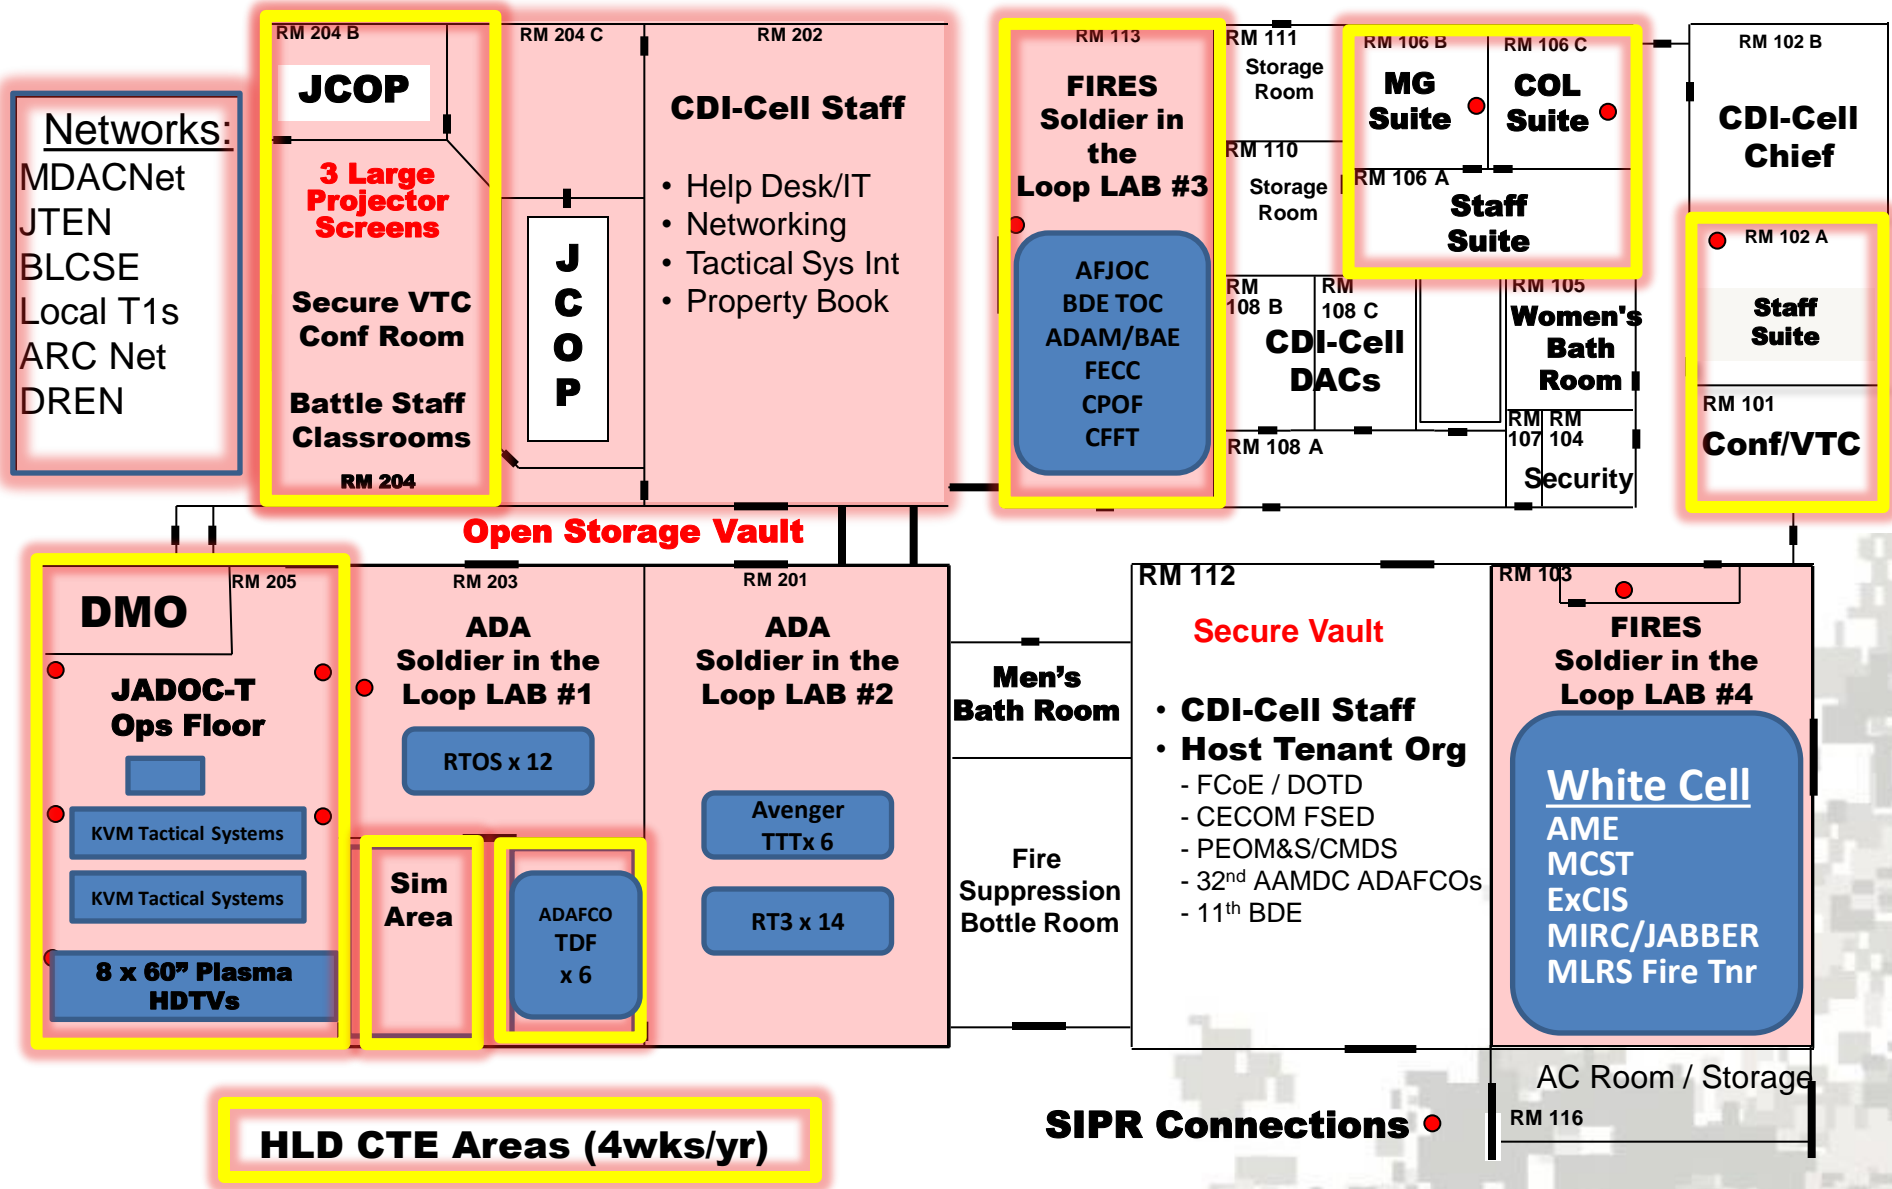 RM 204 B
JCOP
3 Large
Projector
Screens
Secure VTC
Conf Room
Battle Staff
Classrooms
RM 204
Networks:
MDACNet
JTEN
BLCSE
Local T1s
ARC Net
DREN
RM 204 C
J
C
O
P
RM 202
CDI-Cell Staff
• Help Desk/IT
• Networking
• Tactical Sys Int
• Property Book
RM 113
FIRES
Soldier in
the
Loop LAB #3
AFJOC
BDE TOC
ADAM/BAE
FECC
CPOF
CFFT
RM 111
Storage
Room
RM 110
Storage
Room
RM 106 B
MG
Suite
RM 106 C
COL
Suite
RM 106 A
Staff
Suite
RM
108 B
RM
108 C
CDI-Cell
DACs
RM 108 A
RM 105
Women's
Bath
Room
RM
107
RM
104
Security
RM 102 B
CDI-Cell
Chief
RM 102 A
Staff
Suite
RM 101
Conf/VTC
Open Storage Vault
DMO
RM 205
JADOC-T
Ops Floor
KVM Tactical Systems
KVM Tactical Systems
8 x 60” Plasma
HDTVs
RM 203
ADA
Soldier in the
Loop LAB #1
RTOS x 12
Sim
Area
ADAFCO
TDF
x 6
RM 201
ADA
Soldier in the
Loop LAB #2
Avenger
TTTx 6
RT3 x 14
Men’s
Bath Room
Fire
Suppression
Bottle Room
RM 112
Secure Vault
• CDI-Cell Staff
• Host Tenant Org
- FCoE / DOTD
- CECOM FSED
- PEOM&S/CMDS
- 32nd AAMDC ADAFCOs
- 11th BDE
RM 103
FIRES
Soldier in the
Loop LAB #4
White Cell
AME
MCST
ExCIS
MIRC/JABBER
MLRS Fire Tnr
AC Room / Storage
RM 116
HLD CTE Areas (4wks/yr)
SIPR Connections